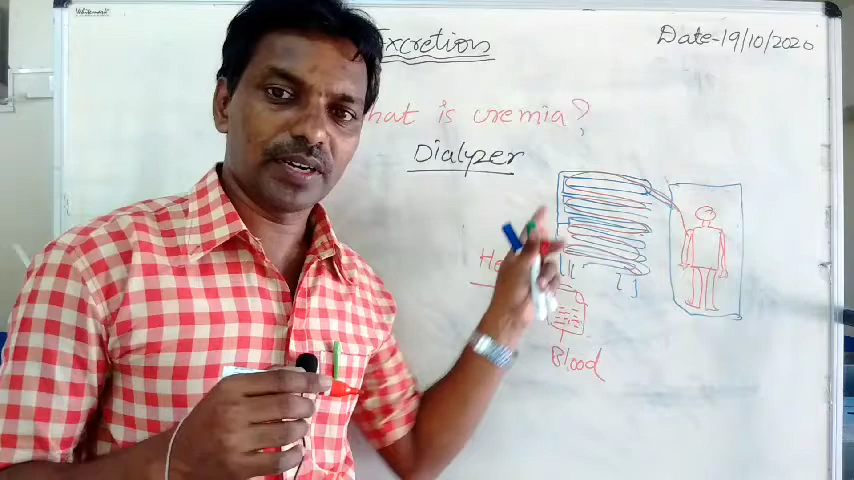 Excretion
Date-19/10/2020
what is uremia?
Dialyzer
Blood